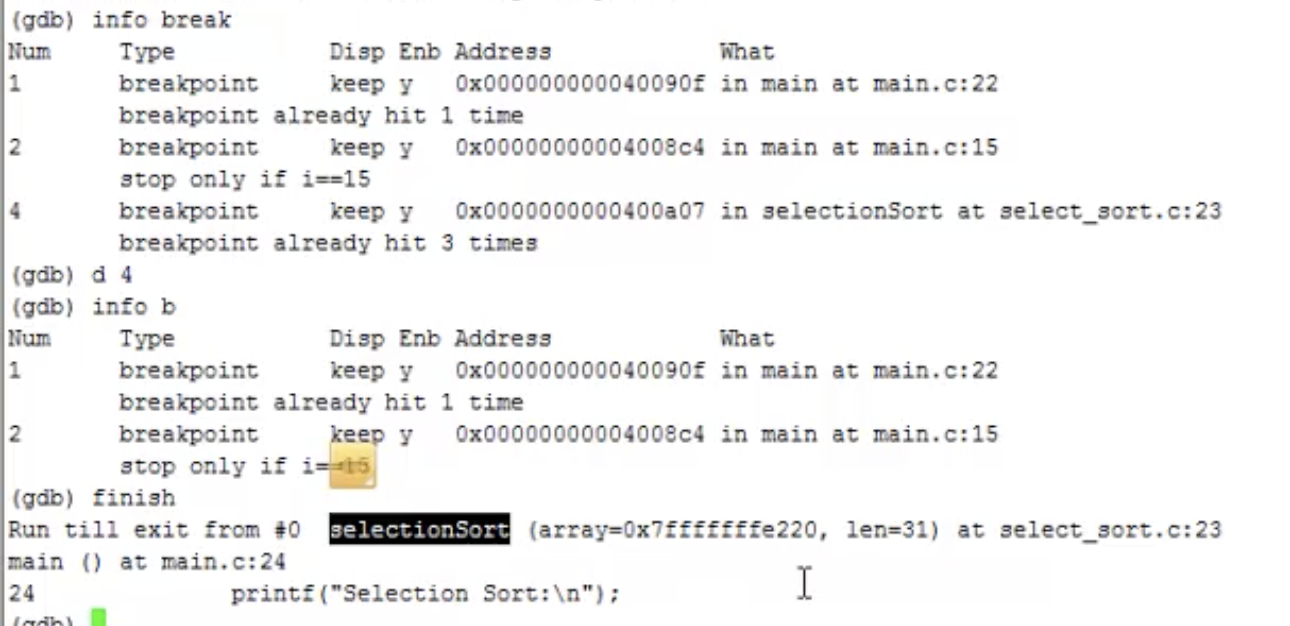 (gdb) info break
Num     Type           Disp Enb Address            What
1       breakpoint     keep y   0x000000000040090f in main at main.c:22
        breakpoint already hit 1 time
2       breakpoint     keep y   0x00000000004008c4 in main at main.c:15
        stop only if i==15
4       breakpoint     keep y   0x0000000000400a07 in selectionSort at select_sort.c:23
        breakpoint already hit 3 times
(gdb) d 4
(gdb) info b
Num     Type           Disp Enb Address            What
1       breakpoint     keep y   0x000000000040090f in main at main.c:22
        breakpoint already hit 1 time
2       breakpoint     keep y   0x00000000004008c4 in main at main.c:15
        stop only if i==15
(gdb) finish
Run till exit from #0  selectionSort (array=0x7fffffffe220, len=31) at select_sort.c:23
main () at main.c:24
24              printf("Selection Sort:\n");
(gdb)